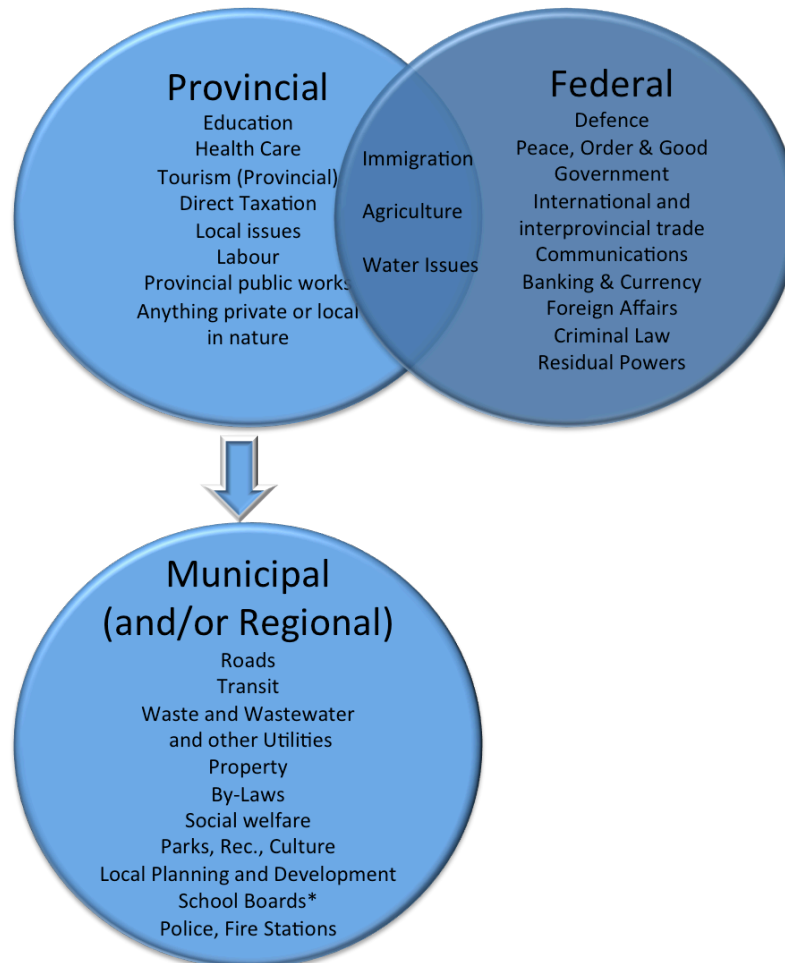 Provincial
Education
Health Care
Tourism (Provincial)
Direct Taxation
Local issues
Labour
Provincial public works
Anything private or local
in nature
Immigration
Agriculture
Water Issues
Federal
Defence
Peace, Order & Good
Government
International and
interprovincial trade
Communications
Banking & Currency
Foreign Affairs
Criminal Law
Residual Powers
Municipal
(and/or Regional)
Roads
Transit
Waste and Wastewater
and other Utilities
Property
By-Laws
Social welfare
Parks, Rec., Culture
Local Planning and Development
School Boards*
Police, Fire Stations